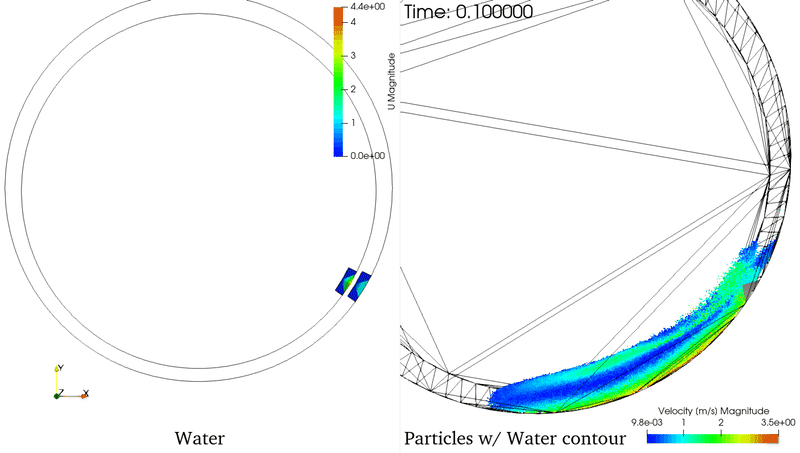 4.4e+00
4
3
2
1
0.0e+00
U Magnitude
Y
Z
X
Water
Time: 0.100000
Velocity (m/s) Magnitude
9.8e-03
1
2
3.5e+00
Particles w/ Water contour